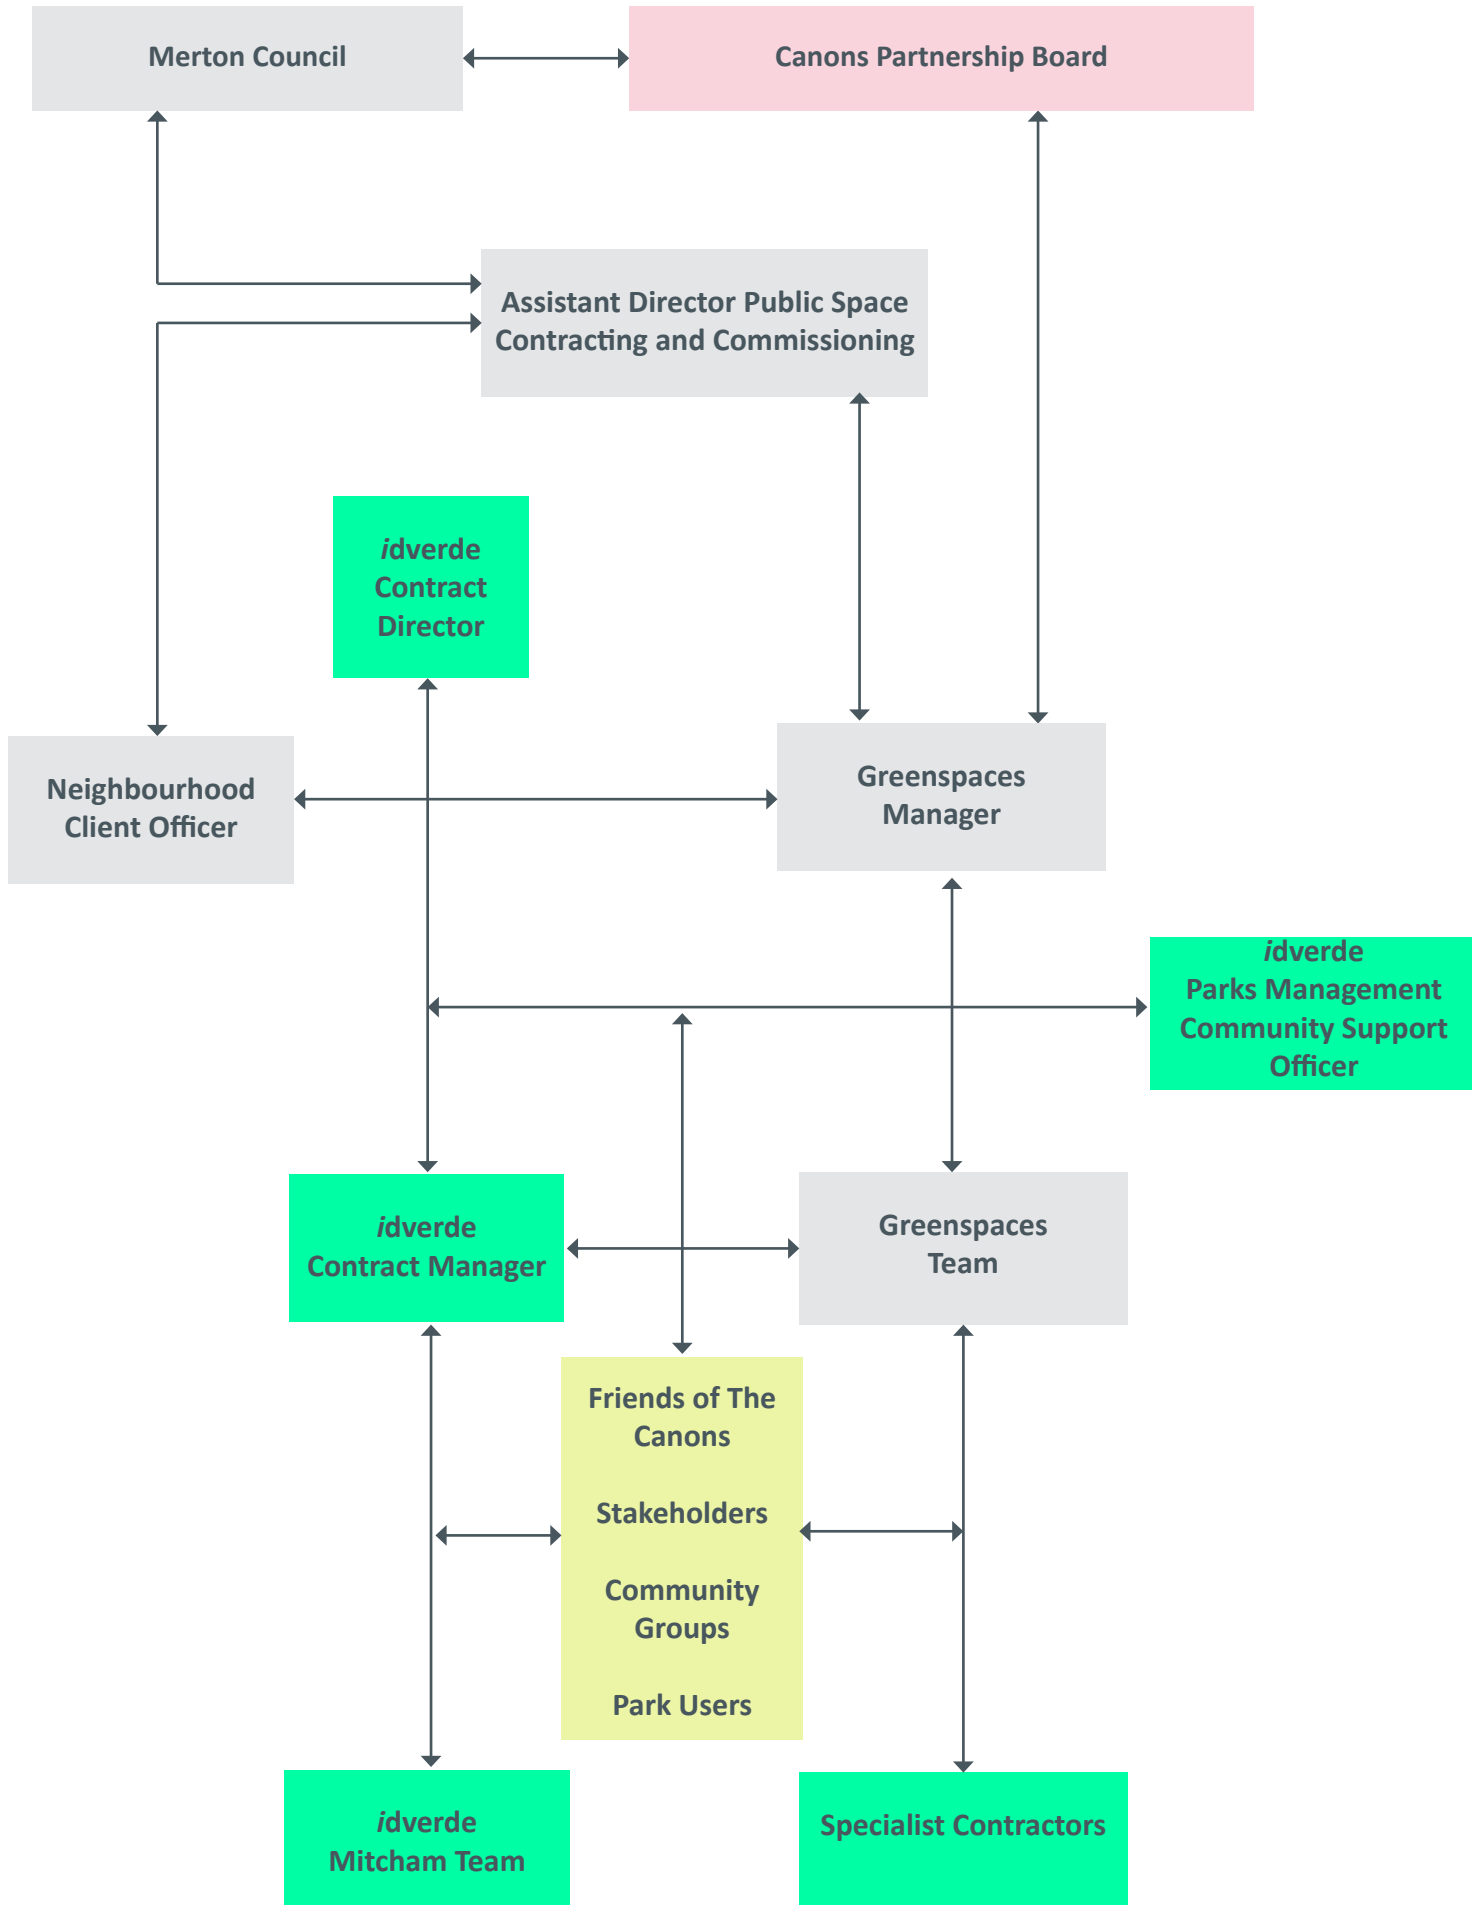 Merton Council
Canons Partnership Board
Assistant Director Public Space
Contracting and Commissioning
idverde
Contract
Director
Neighbourhood
Client Officer
Greenspaces
Manager
idverde
Parks Management
Community Support
Officer
idverde
Contract Manager
Greenspaces
Team
Friends of The
Canons
Stakeholders
Community
Groups
Park Users
idverde
Mitcham Team
Specialist Contractors